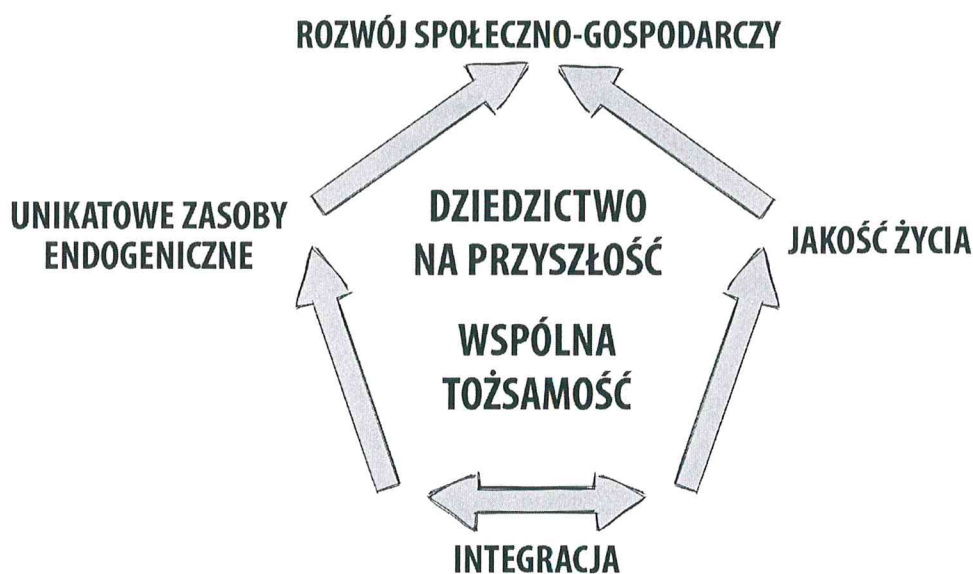 ROZWÓJ SPOŁECZNO-GOSPODARCZY
UNIKATOWE ZASOBY
ENDOGENICZNE
DZIEDZICTWO
NA PRZYSZŁOŚĆ
WSPÓLNA
TOŻSAMOŚĆ
JAKOŚĆ ŻYCIA
INTEGRACJA